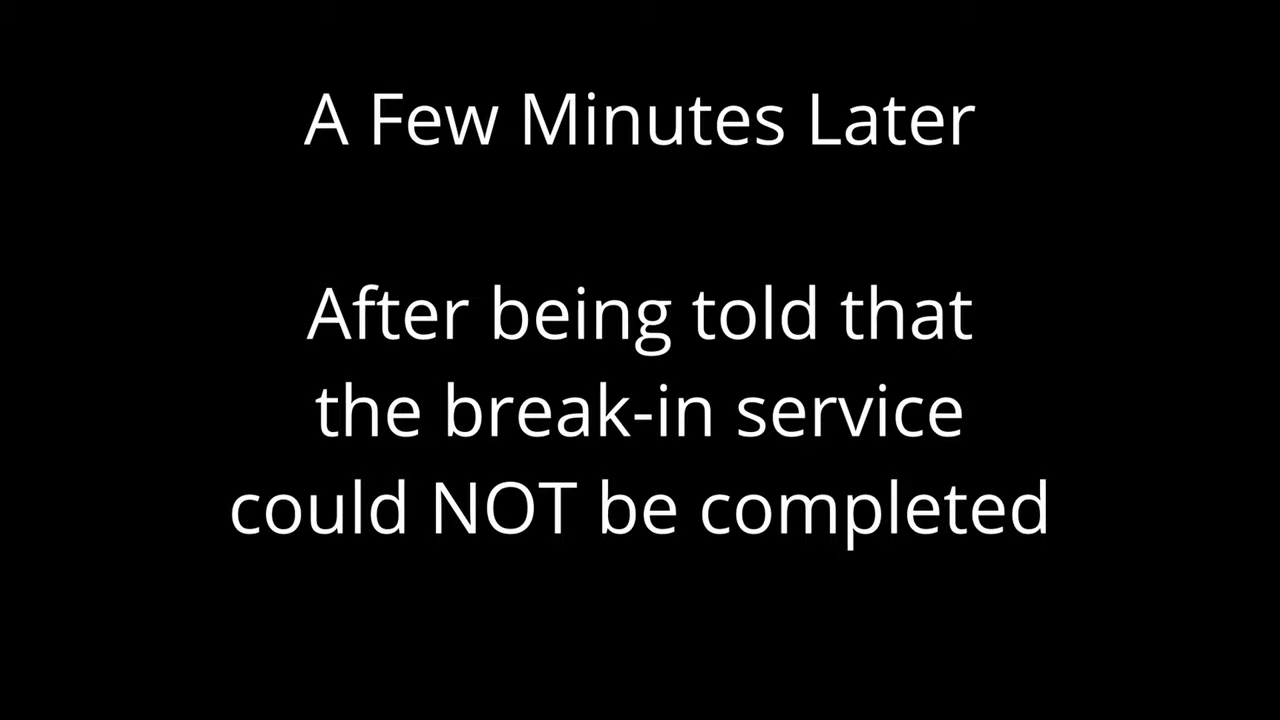 A Few Minutes Later
After being told that
the break-in service
could NOT be completed